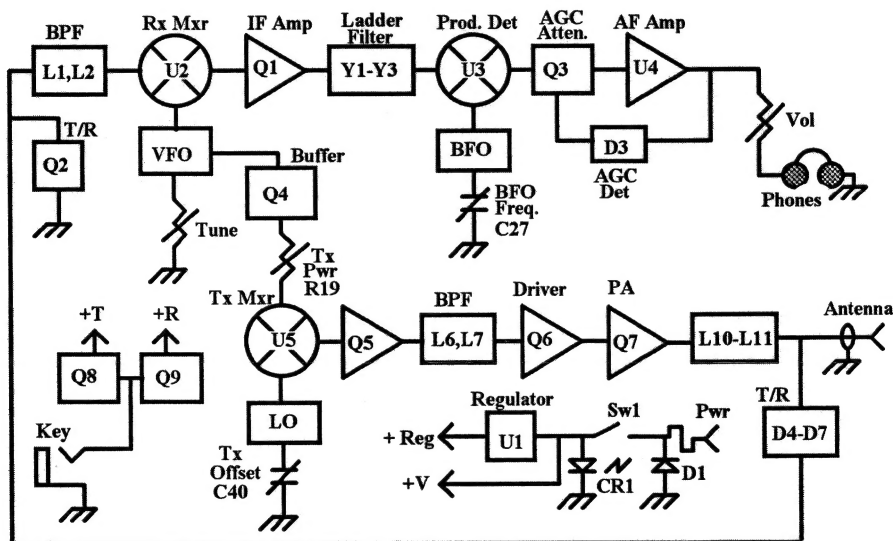 BPF
Rx Mxr
IF Amp
Ladder
Filter
Prod. Det
AGC
Atten.
AF Amp
L1,L2
U2
Q1
Y1-Y3
U3
Q3
U4
T/R
Q2
VFO
Buffer
Q4
BFO
D3
AGC
Det
Vol
Phones
Tune
BFO
Freq.
C27
Tx
Pwr
R19
+T
+R
Tx Mxr
BPF
Driver
PA
Antenna
Q8
Q9
U5
Q5
L6,L7
Q6
Q7
L10-L11
Key
LO
Tx
Offset
C40
Regulator
Sw1
Pwr
T/R
+ Reg
U1
D4-D7
+V
CR1
D1